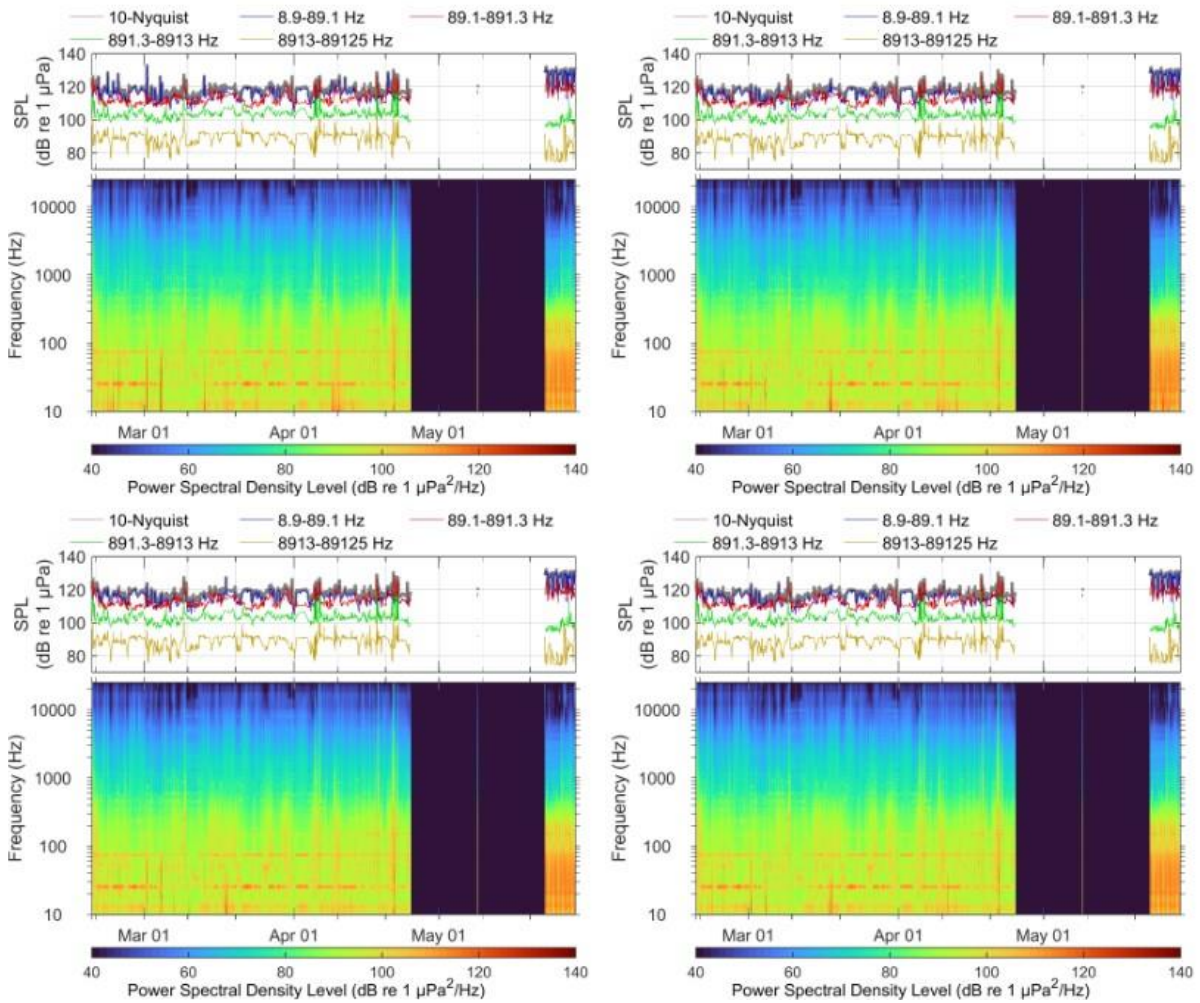 10-Nyquist 8.9-89.1 Hz 89.1-891.3 Hz
891.3-8913 Hz 8913-89125 Hz
140
120
100
80
SPL
(dB re 1 µPa)
10000
1000
100
10
Frequency (Hz)
Mar 01 Apr 01 May 01
40 60 80 100 120 140
Power Spectral Density Level (dB re 1 µPa²/Hz)
10-Nyquist 8.9-89.1 Hz 89.1-891.3 Hz
891.3-8913 Hz 8913-89125 Hz
140
120
100
80
SPL
(dB re 1 µPa)
10000
1000
100
10
Frequency (Hz)
Mar 01 Apr 01 May 01
40 60 80 100 120 140
Power Spectral Density Level (dB re 1 µPa²/Hz)
10-Nyquist 8.9-89.1 Hz 89.1-891.3 Hz
891.3-8913 Hz 8913-89125 Hz
140
120
100
80
SPL
(dB re 1 µPa)
10000
1000
100
10
Frequency (Hz)
Mar 01 Apr 01 May 01
40 60 80 100 120 140
Power Spectral Density Level (dB re 1 µPa²/Hz)
10-Nyquist 8.9-89.1 Hz 89.1-891.3 Hz
891.3-8913 Hz 8913-89125 Hz
140
120
100
80
SPL
(dB re 1 µPa)
10000
1000
100
10
Frequency (Hz)
Mar 01 Apr 01 May 01
40 60 80 100 120 140
Power Spectral Density Level (dB re 1 µPa²/Hz)